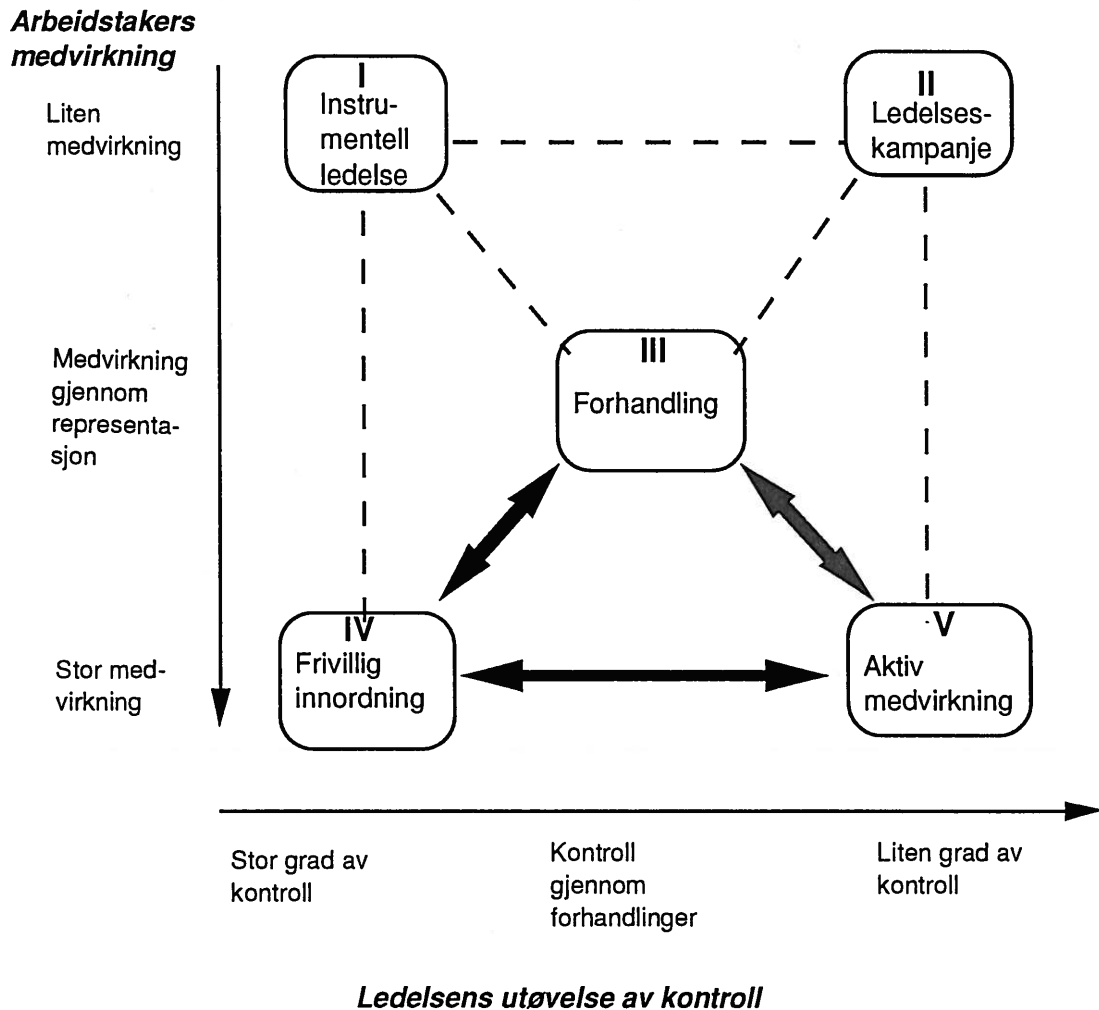 Arbeidstakers
medvirkning
Liten
medvirkning
I
Instru-
mentell
ledelse
II
Ledelses-
kampanje
Medvirkning
gjennom
representa-
sjon
III
Forhandling
Stor med-
virkning
IV
Frivillig
innordning
V
Aktiv
medvirkning
Stor grad av
kontroll
Kontroll
gjennom
forhandlinger
Liten grad av
kontroll
Ledelsens utøvelse av kontroll